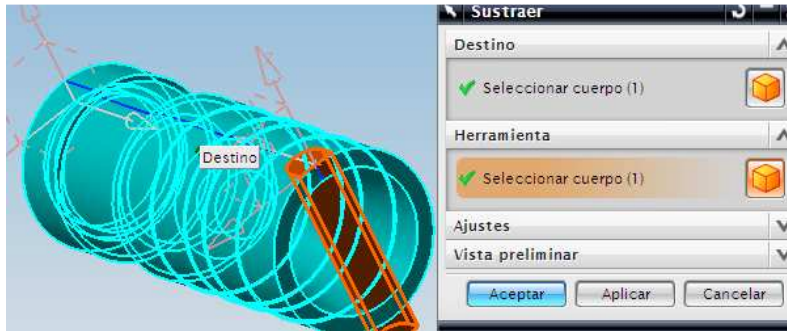 Sustraer
Destino
Seleccionar cuerpo (1)
Herramienta
Seleccionar cuerpo (1)
Ajustes
Vista preliminar
Aceptar Aplicar Cancelar
Destino